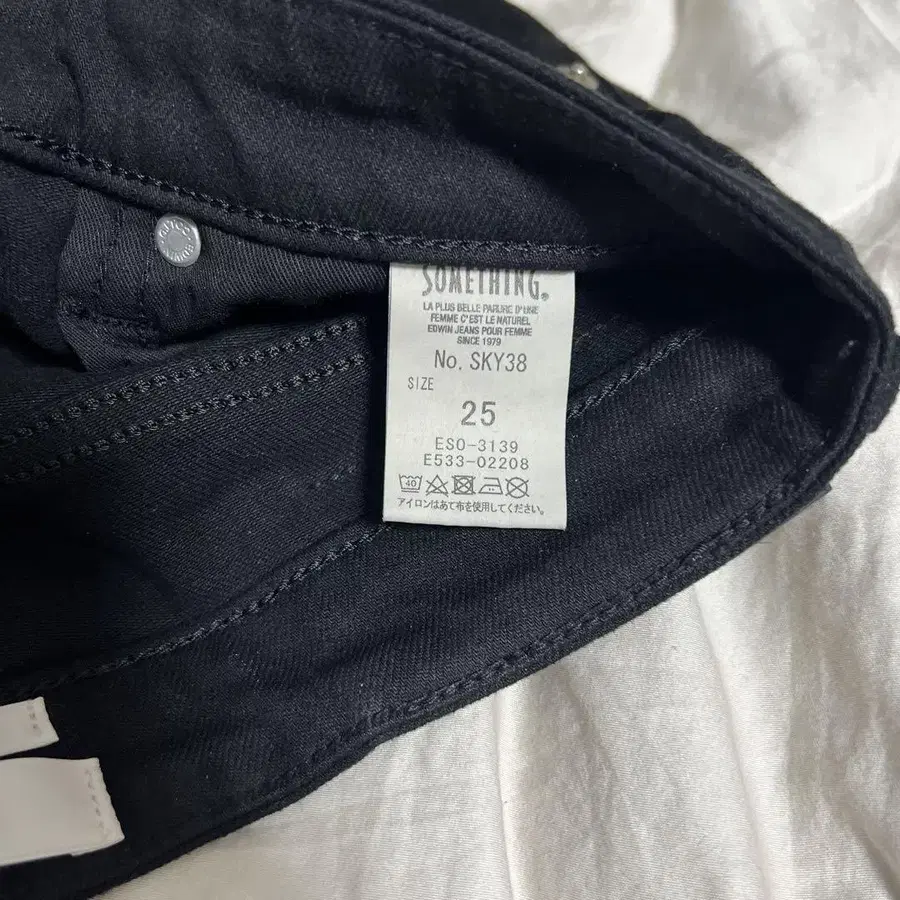 SOMETHING®
LA PLUS BELLE PARURE D'UNE
FEMME C'EST LE NATUREL
EDWIN JEANS POUR FEMME
SINCE 1979
No. SKY38
SIZE
25
ESO-3139
E533-02208
40
アイロンはあて布を使用してください。